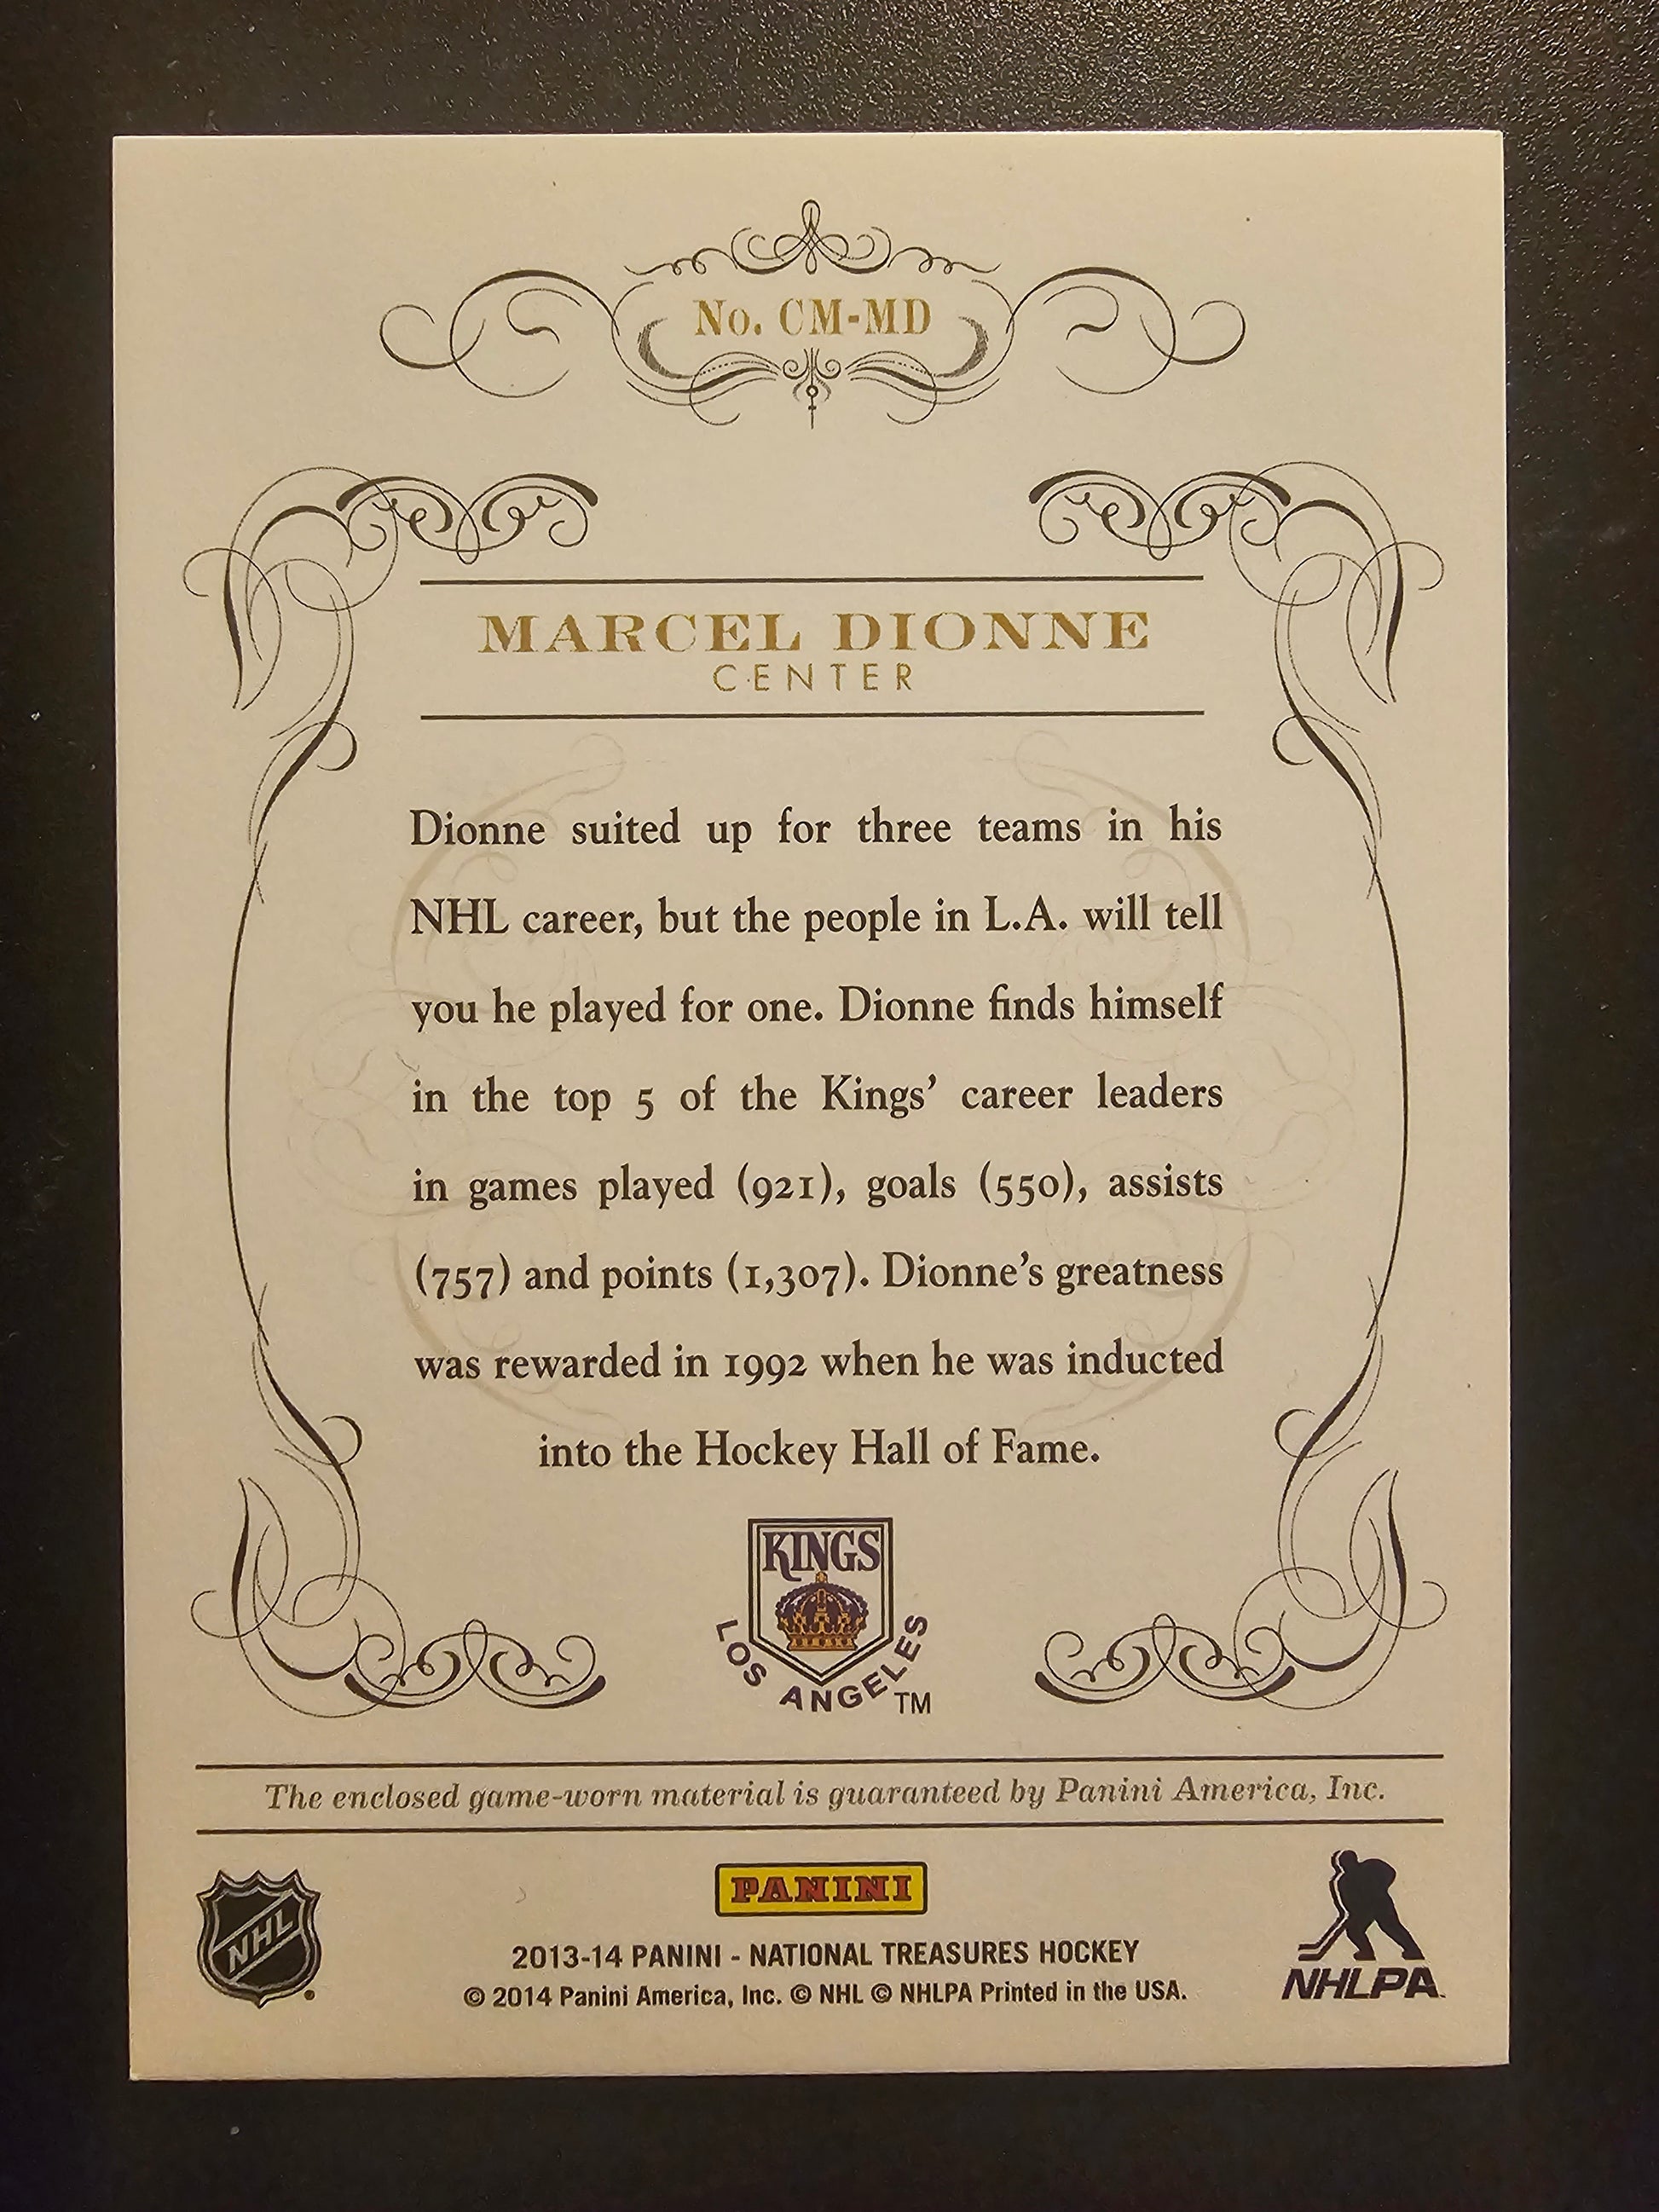 No. CM-MD
MARCEL DIONNE
CENTER
Dionne suited up for three teams in his
NHL career, but the people in L.A. will tell
you he played for one. Dionne finds himself
in the top 5 of the Kings' career leaders
in games played (921), goals (550), assists
(757) and points (1,307). Dionne's greatness
was rewarded in 1992 when he was inducted
into the Hockey Hall of Fame.
KINGS
LOS ANGELES TM
The enclosed game-worn material is guaranteed by Panini America, Inc.
NHL
PANINI
2013-14 PANINI - NATIONAL TREASURES HOCKEY
© 2014 Panini America, Inc. © NHL © NHLPA Printed in the USA.
NHLPA